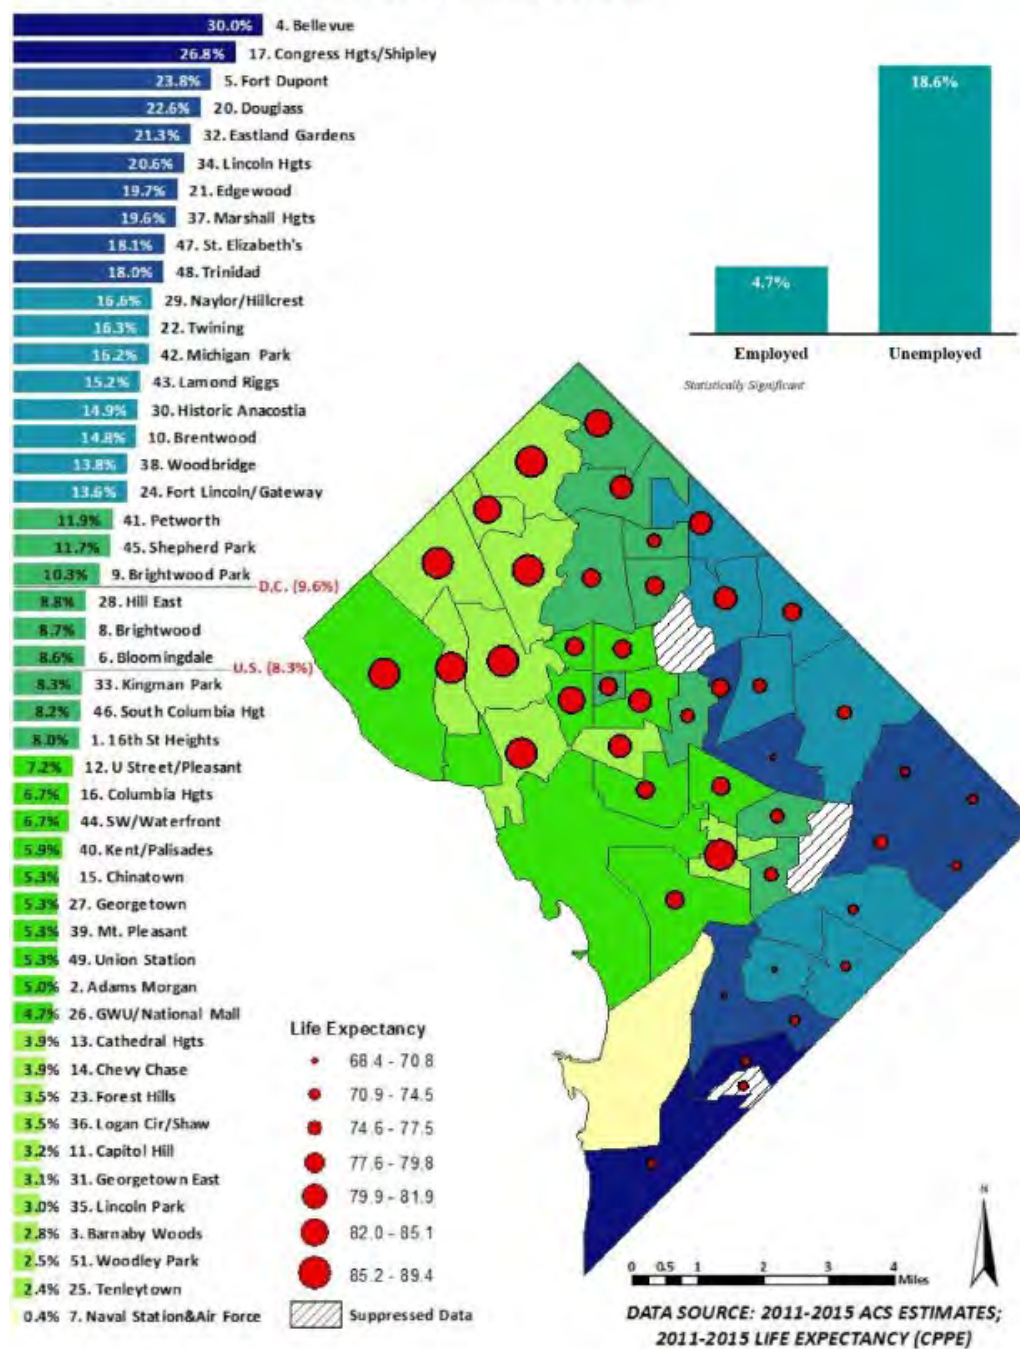 30.0% 4. Bellevue
26.8% 17. Congress Hgts/Shipley
23.8% 5. Fort Dupont
22.6% 20. Douglass
21.3% 32. Eastland Gardens
20.6% 34. Lincoln Hgts
19.7% 21. Edgewood
19.6% 37. Marshall Hgts
18.1% 47. St. Elizabeth's
18.0% 48. Trinidad
16.6% 29. Naylor/Hillcrest
16.3% 22. Twining
16.2% 42. Michigan Park
15.2% 43. Lamond Riggs
14.9% 30. Historic Anacostia
14.8% 10. Brentwood
13.8% 38. Woodbridge
13.6% 24. Fort Lincoln/Gateway
11.9% 41. Petworth
11.7% 45. Shepherd Park
10.3% 9. Brightwood Park
D.C. (9.6%)
8.8% 28. Hill East
8.7% 8. Brightwood
8.6% 6. Bloomingdale
U.S. (8.3%)
8.3% 33. Kingman Park
8.2% 46. South Columbia Hgt
8.0% 1. 16th St Heights
7.2% 12. U Street/Pleasant
6.7% 16. Columbia Hgts
6.7% 44. SW/Waterfront
5.9% 40. Kent/Palisades
5.3% 15. Chinatown
5.3% 27. Georgetown
5.3% 39. Mt. Pleasant
5.3% 49. Union Station
5.0% 2. Adams Morgan
4.7% 26. GWU/National Mall
3.9% 13. Cathedral Hgts
3.9% 14. Chevy Chase
3.5% 23. Forest Hills
3.5% 36. Logan Cir/Shaw
3.2% 11. Capitol Hill
3.1% 31. Georgetown East
3.0% 35. Lincoln Park
2.8% 3. Barnaby Woods
2.5% 51. Woodley Park
2.4% 25. Tenleytown
0.4% 7. Naval Station&Air Force
18.6%
4.7%
Employed Unemployed
Statistically Significant
Life Expectancy
68.4 - 70.8
70.9 - 74.5
74.6 - 77.5
77.6 - 79.8
79.9 - 81.9
82.0 - 85.1
85.2 - 89.4
Suppressed Data
N
0 0.5 1 2 3 4
Miles
DATA SOURCE: 2011-2015 ACS ESTIMATES;
2011-2015 LIFE EXPECTANCY (CPPE)